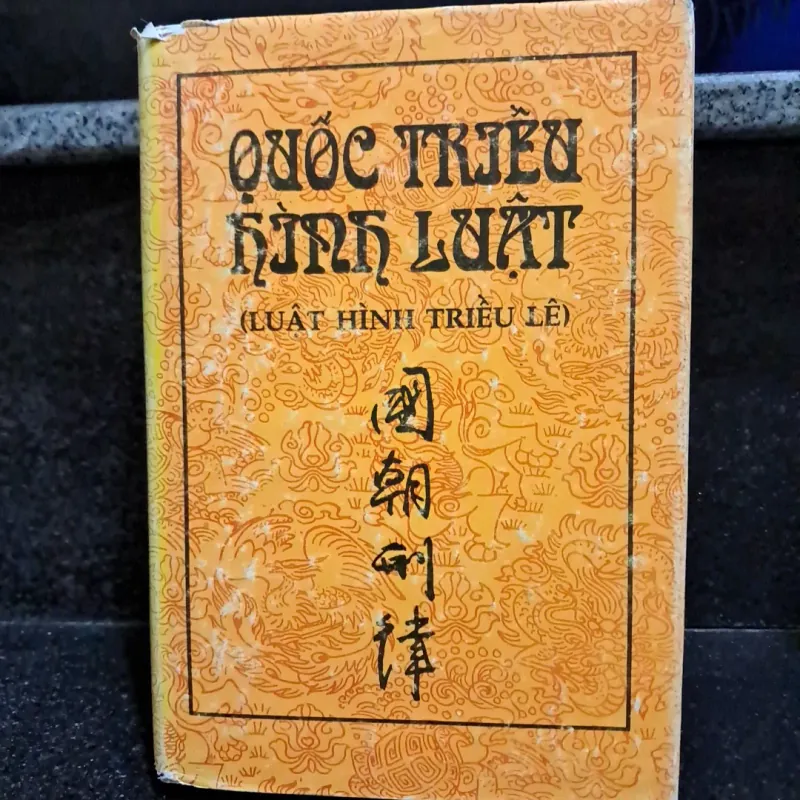 QUỐC TRIỀU
HÌNH LUẬT
(LUẬT HÌNH TRIỀU LÊ)
國
朝
刑
律